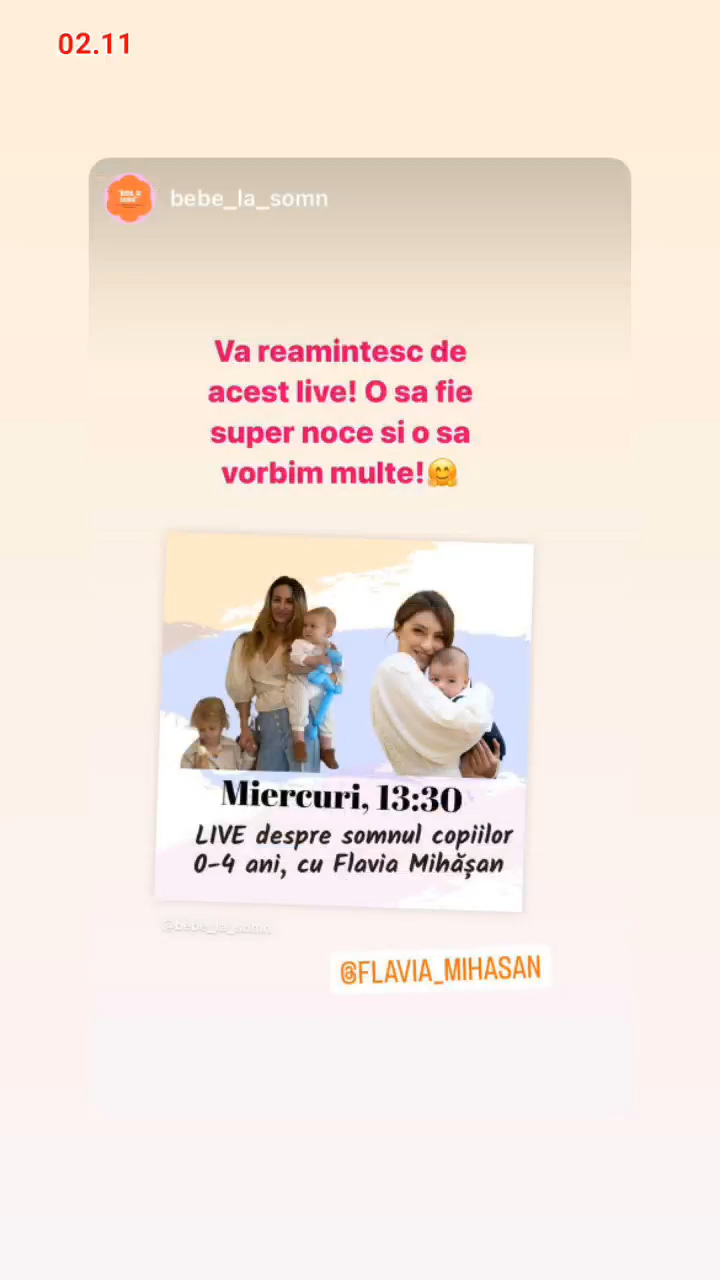 02.11
bebe_la_somn
Va reamintesc de
acest live! O sa fie
super noce si o sa
vorbim multe!🤗
Miercuri, 13:30
LIVE despre somnul copiilor
0-4 ani, cu Flavia Mihășan
@bebe_la_somn
@FLAVIA_MIHASAN